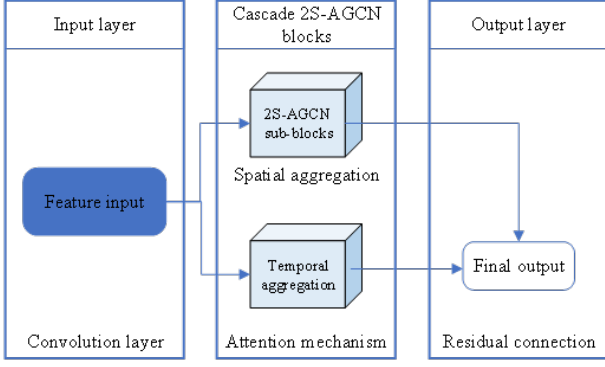 Input layer
Feature input
Convolution layer
Cascade 2S-AGCN
blocks
2S-AGCN
sub-blocks
Spatial aggregation
Temporal
aggregation
Attention mechanism
Output layer
Final output
Residual connection